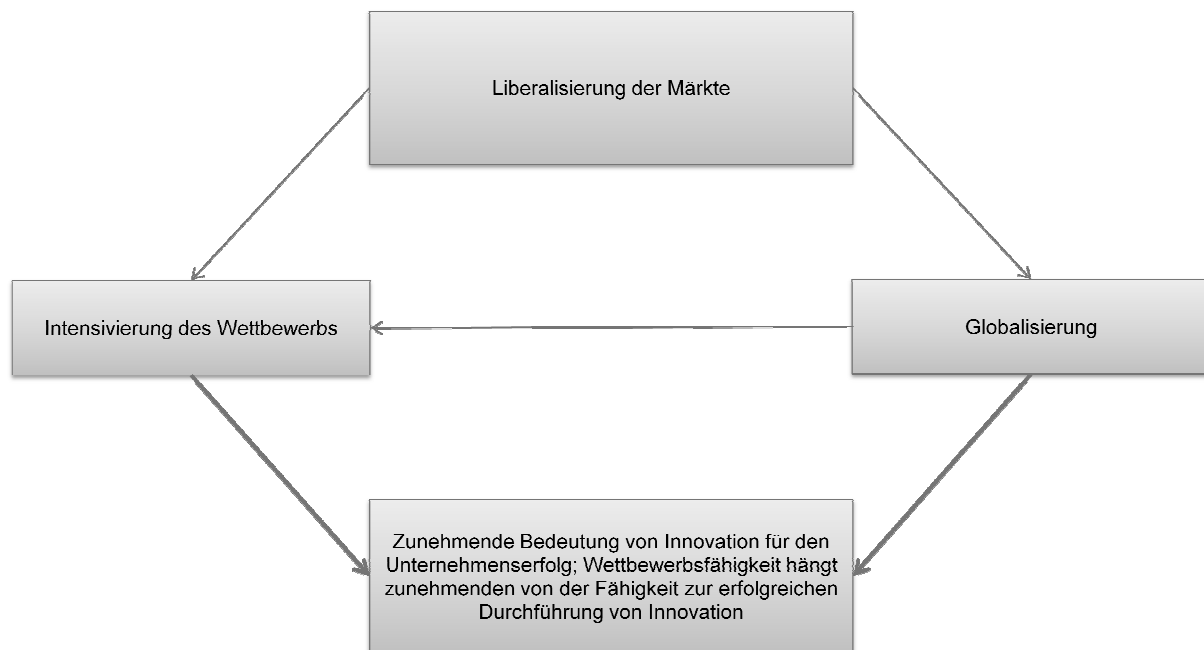 Liberalisierung der Märkte
Intensivierung des Wettbewerbs
Globalisierung
Zunehmende Bedeutung von Innovation für den
Unternehmenserfolg; Wettbewerbsfähigkeit hängt
zunehmenden von der Fähigkeit zur erfolgreichen
Durchführung von Innovation